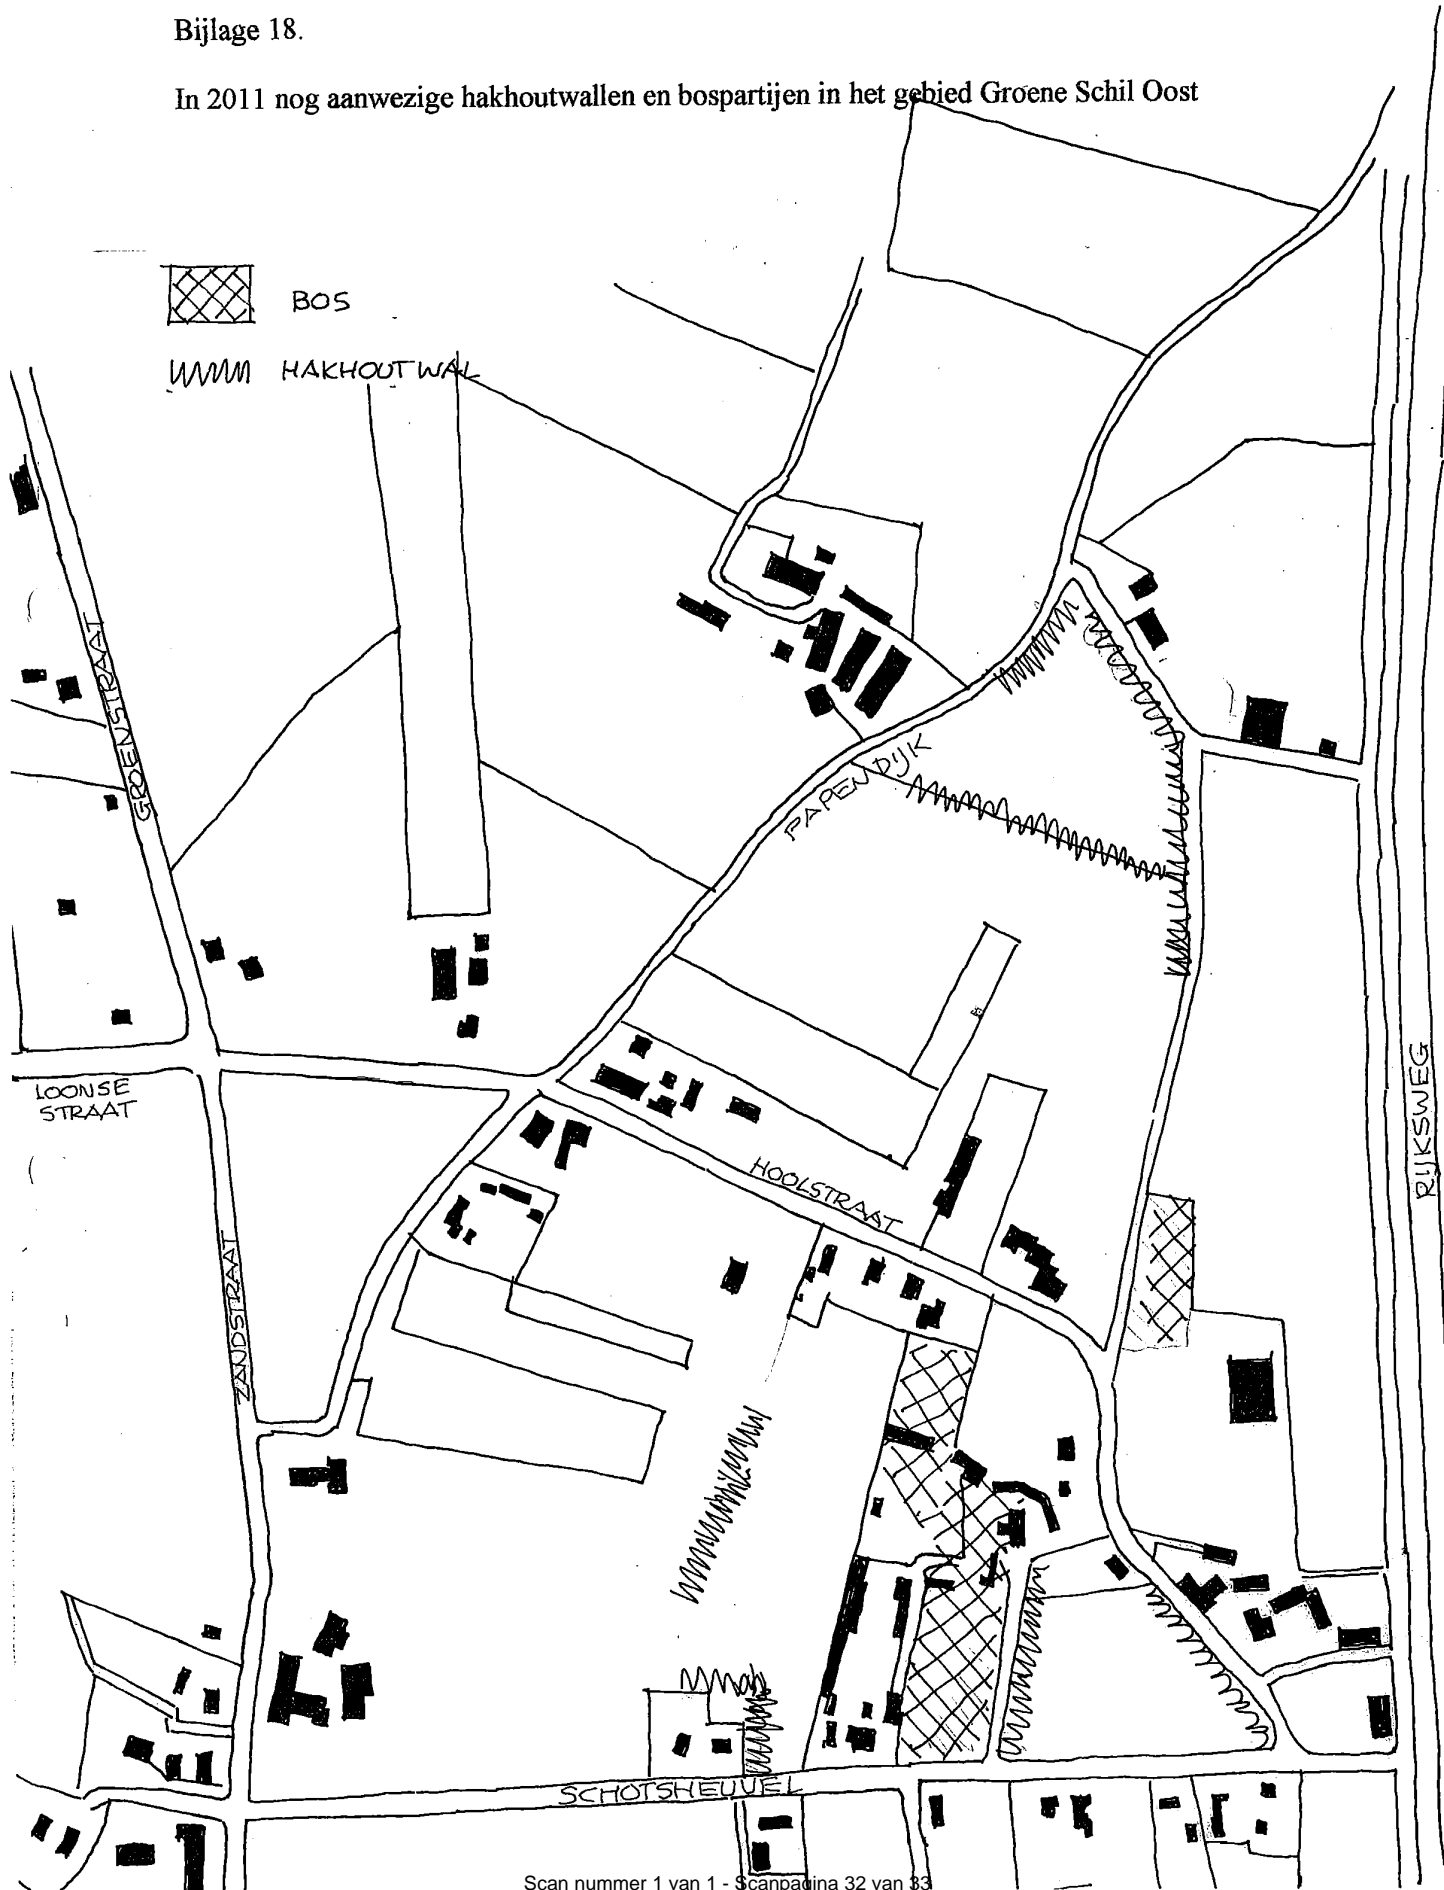 Bijlage 18.
In 2011 nog aanwezige hakhoutwallen en bospartijen in het gebied Groene Schil Oost
BOS
HAKHOUTWAL
GROENSTRAAT
PAPENDIJK
LOONSE
STRAAT
RIJKSWEG
HOOLSTRAAT
ZANDSTRAAT
SCHOTSHEUVEL
Scan nummer 1 van 1 - Scanpagina 32 van 33